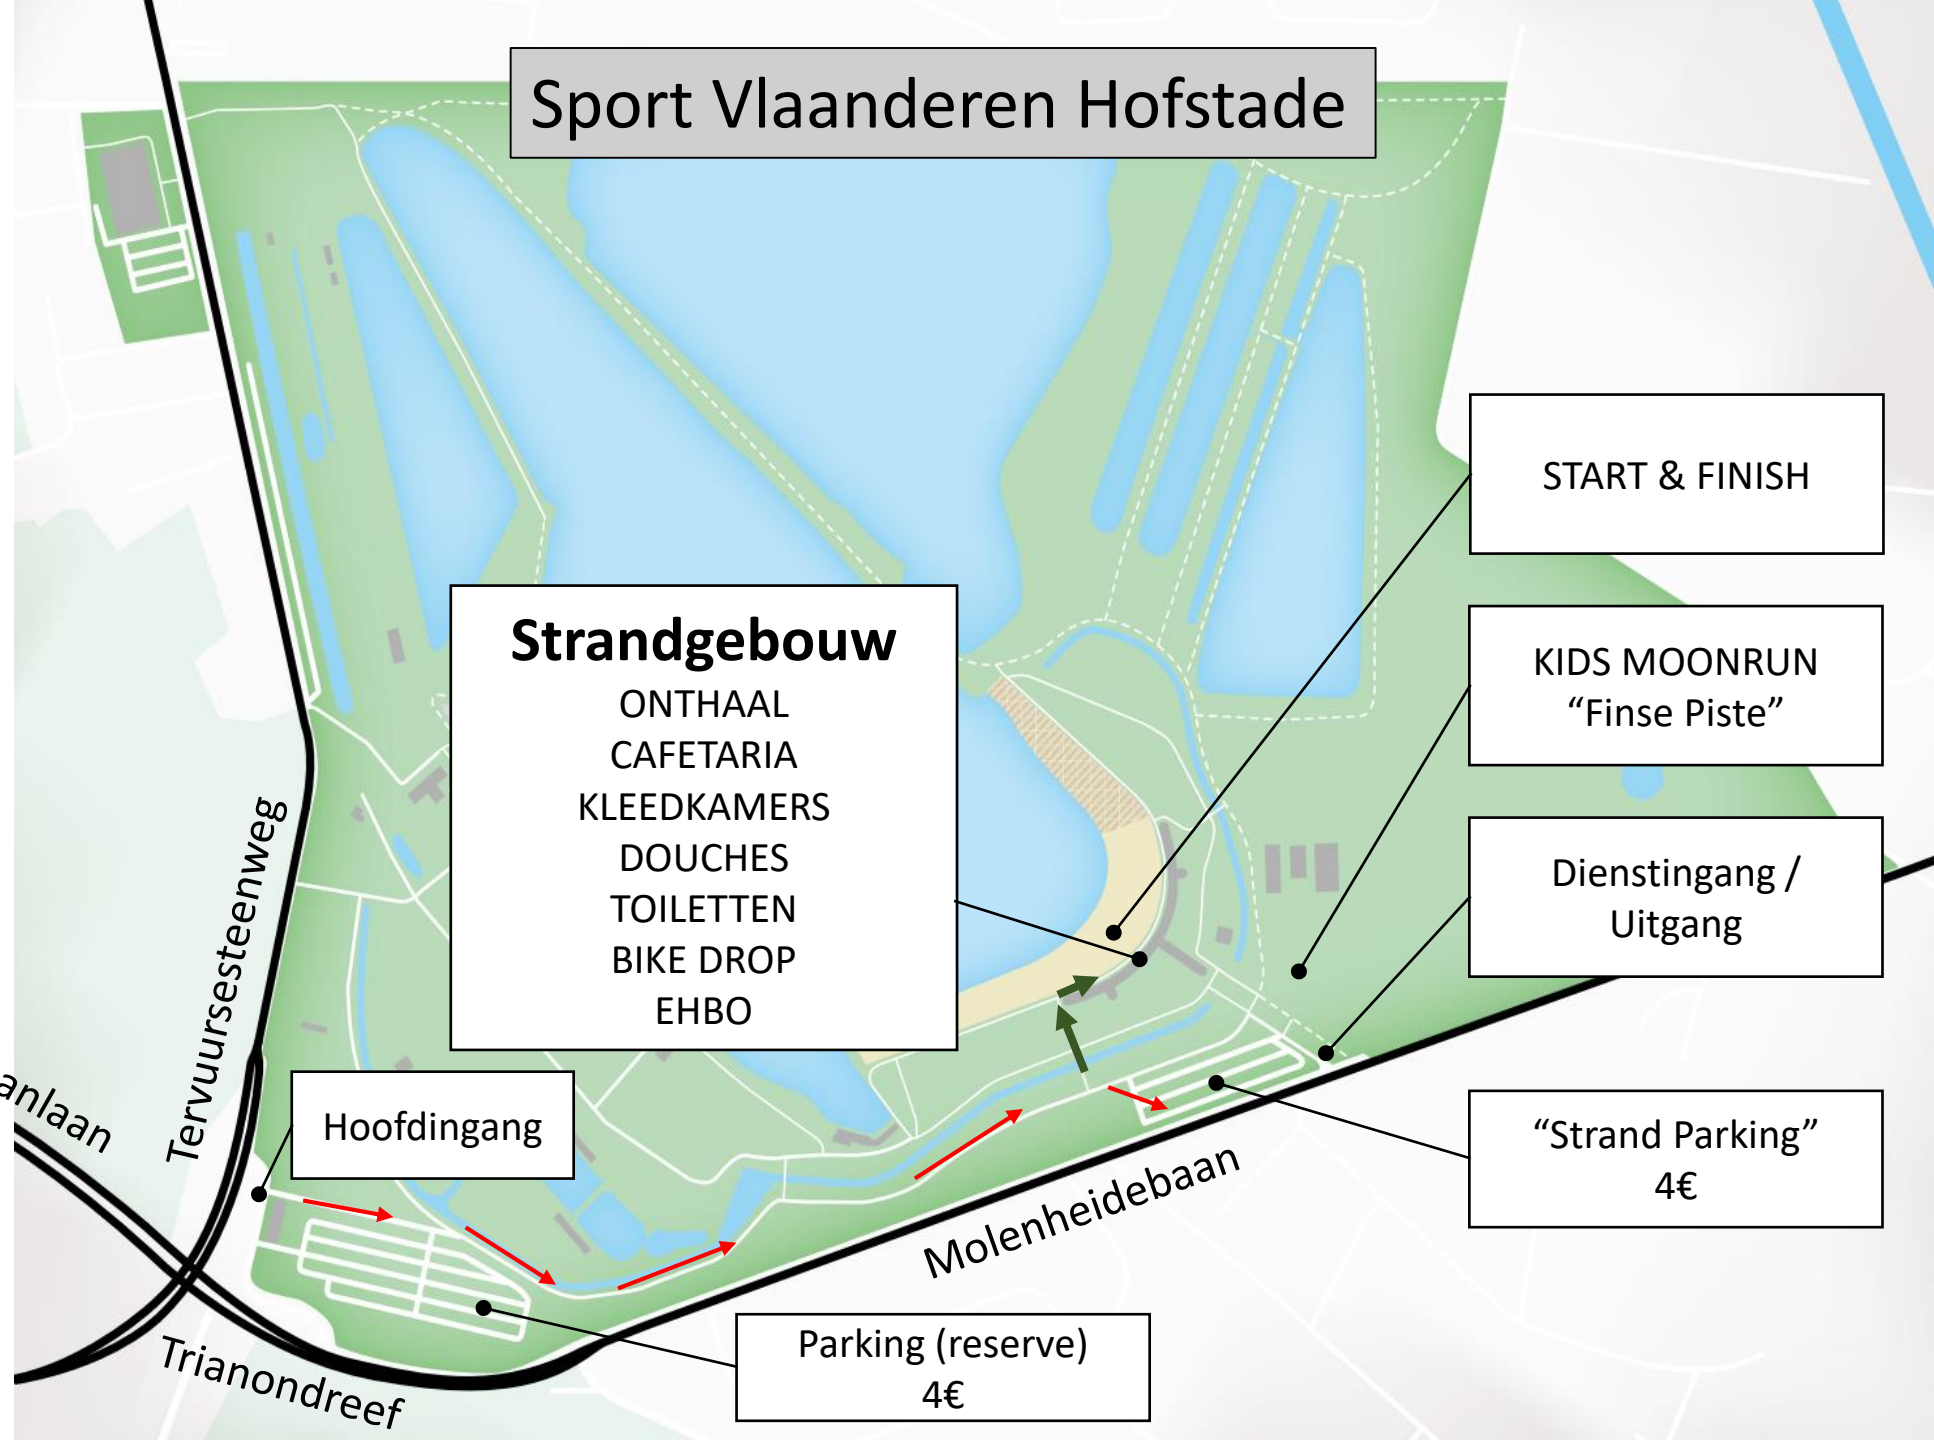 Sport Vlaanderen Hofstade
START & FINISH
Strandgebouw
ONTHAAL
CAFETARIA
KLEEDKAMERS
DOUCHES
TOILETTEN
BIKE DROP
EHBO
KIDS MOONRUN
“Finse Piste”
Dienstingang /
Uitgang
Tervuursesteenweg
anlaan
Hoofdingang
“Strand Parking”
4€
Molenheidebaan
Parking (reserve)
4€
Trianondreef